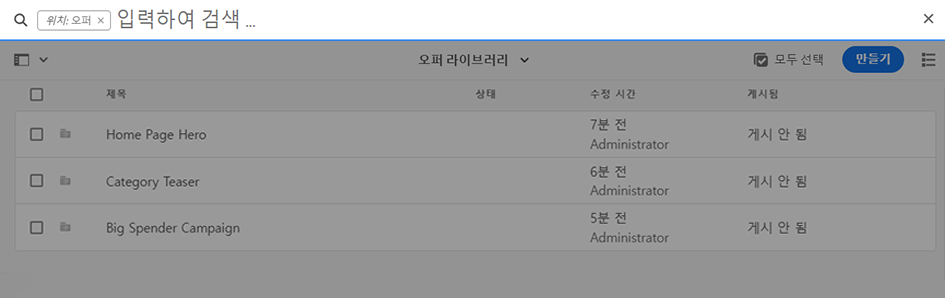 위치: 오퍼 × 입력하여 검색 ...
오퍼 라이브러리 모두 선택 만들기
제목 상태 수정 시간 게시됨
Home Page Hero 7분 전 게시 안 됨
Administrator
Category Teaser 6분 전 게시 안 됨
Administrator
Big Spender Campaign 5분 전 게시 안 됨
Administrator